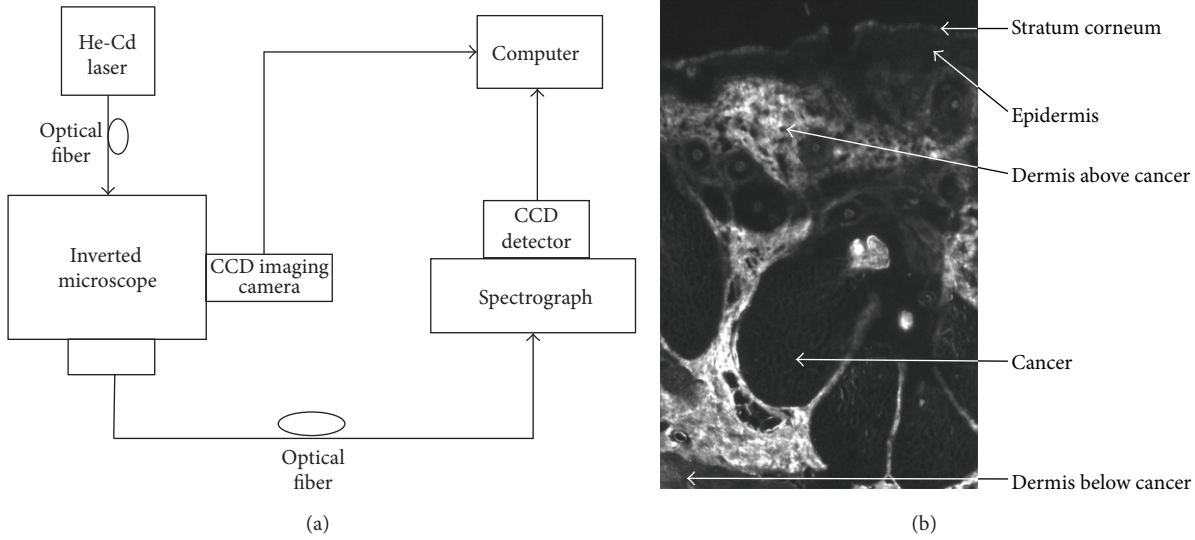 He-Cd
laser
Optical
fiber
Inverted
microscope
CCD imaging
camera
Computer
CCD
detector
Spectrograph
Optical
fiber
(a)
Stratum corneum
Epidermis
Dermis above cancer
Cancer
Dermis below cancer
(b)